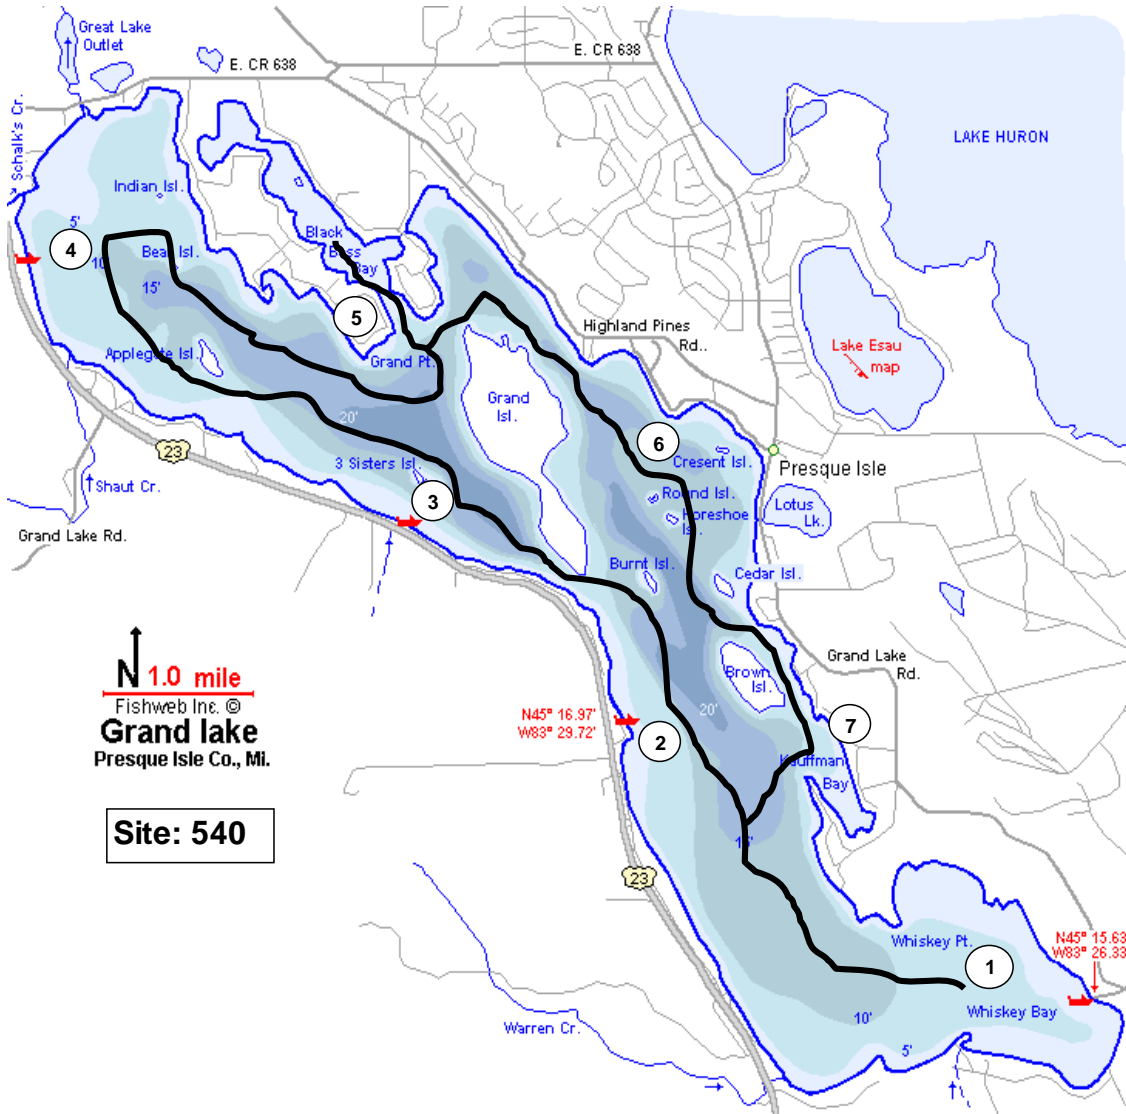 Great Lake
Outlet
E. CR 638
E. CR 638
Schalk's Cr.
LAKE HURON
Indian Isl.
5'
4
10'
Bear Isl.
15'
Black
Bass
Bay
5
Highland Pines
Rd..
Lake Esau
map
Applegate Isl.
Grand Pt.
Grand
Isl.
20'
23
6
Cresent Isl.
Presque Isle
3 Sisters Isl.
3
Shaut Cr.
Round Isl.
Horeshoe
Isl.
Lotus
Lk.
Grand Lake Rd.
Burnt Isl.
Cedar Isl.
N
1.0 mile
Fishweb Inc. ©
Grand lake
Presque Isle Co., Mi.
Grand Lake
Rd.
Brown
Isl.
N45° 16.97'
W83° 29.72'
20'
2
7
Kauffman
Bay
Site: 540
15'
23
Whiskey Pt.
N45° 15.63
W83° 26.33
1
Whiskey Bay
10'
Warren Cr.
5'